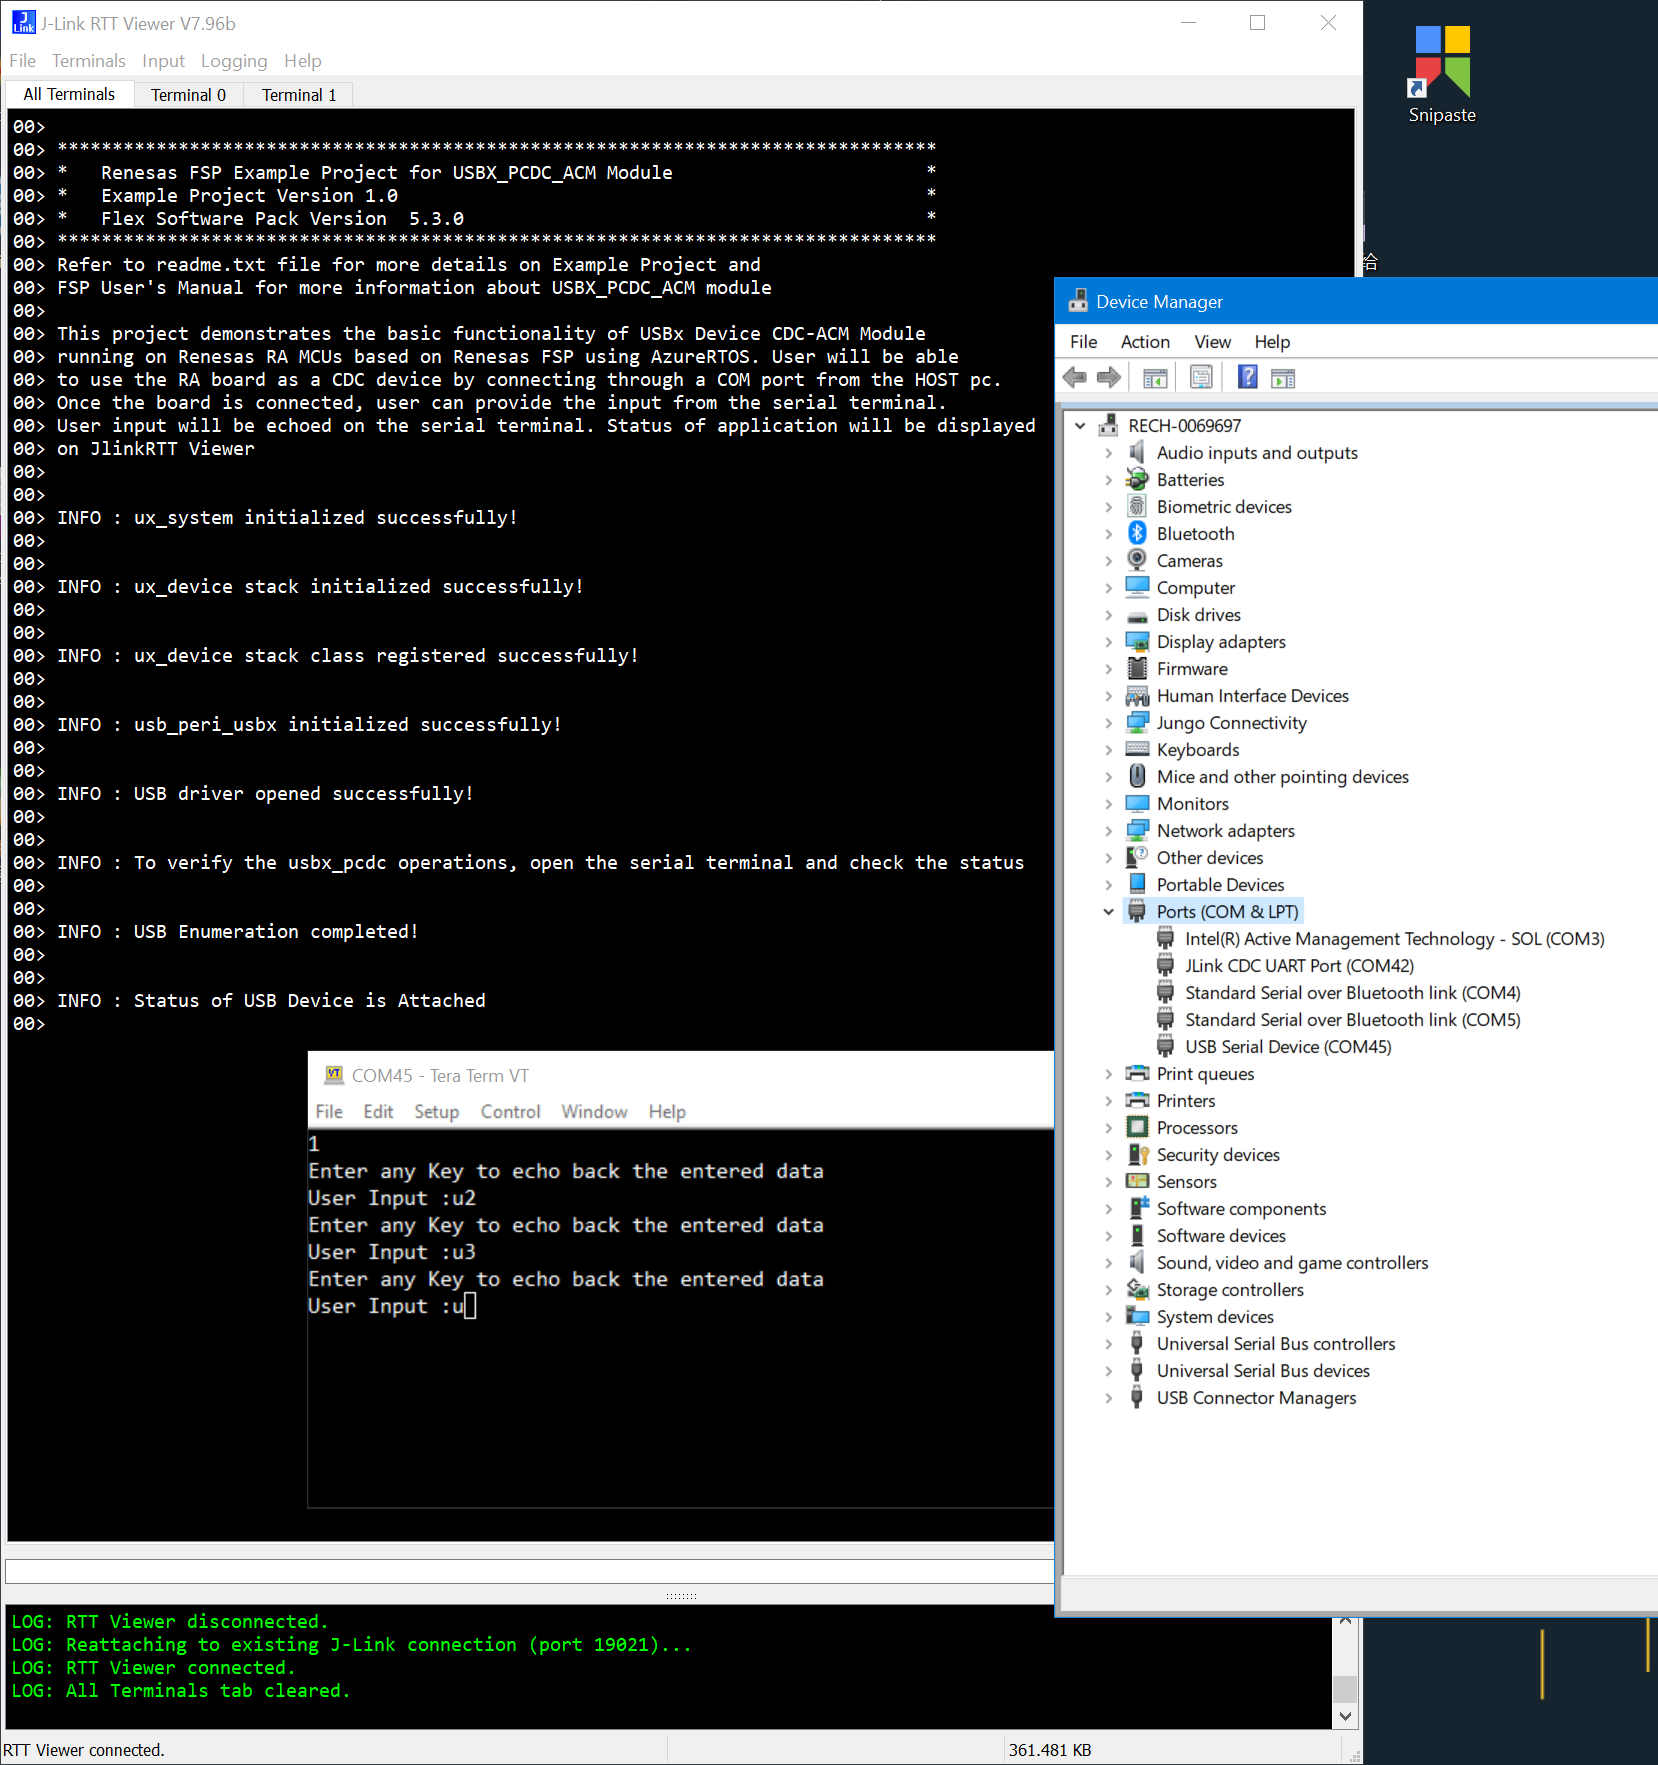 J-Link RTT Viewer V7.96b
File Terminals Input Logging Help
All Terminals Terminal 0 Terminal 1
00>
00> ********************************************************************************
00> *   Renesas FSP Example Project for USBX_PCDC_ACM Module                       *
00> *   Example Project Version 1.0                                                *
00> *   Flex Software Pack Version  5.3.0                                          *
00> ********************************************************************************
00> Refer to readme.txt file for more details on Example Project and
00> FSP User's Manual for more information about USBX_PCDC_ACM module
00>
00> This project demonstrates the basic functionality of USBx Device CDC-ACM Module
00> running on Renesas RA MCUs based on Renesas FSP using AzureRTOS. User will be able
00> to use the RA board as a CDC device by connecting through a COM port from the HOST pc.
00> Once the board is connected, user can provide the input from the serial terminal.
00> User input will be echoed on the serial terminal. Status of application will be displayed
00> on JlinkRTT Viewer
00>
00>
00> INFO : ux_system initialized successfully!
00>
00>
00> INFO : ux_device stack initialized successfully!
00>
00>
00> INFO : ux_device stack class registered successfully!
00>
00>
00> INFO : usb_peri_usbx initialized successfully!
00>
00>
00> INFO : USB driver opened successfully!
00>
00>
00> INFO : To verify the usbx_pcdc operations, open the serial terminal and check the status
00>
00>
00> INFO : USB Enumeration completed!
00>
00>
00> INFO : Status of USB Device is Attached
00>
COM45 - Tera Term VT
File Edit Setup Control Window Help
1
Enter any Key to echo back the entered data
User Input :u2
Enter any Key to echo back the entered data
User Input :u3
Enter any Key to echo back the entered data
User Input :u
LOG: RTT Viewer disconnected.
LOG: Reattaching to existing J-Link connection (port 19021)...
LOG: RTT Viewer connected.
LOG: All Terminals tab cleared.
RTT Viewer connected.
361.481 KB
Snipaste
给
Device Manager
File Action View Help
RECH-0069697
Audio inputs and outputs
Batteries
Biometric devices
Bluetooth
Cameras
Computer
Disk drives
Display adapters
Firmware
Human Interface Devices
Jungo Connectivity
Keyboards
Mice and other pointing devices
Monitors
Network adapters
Other devices
Portable Devices
Ports (COM & LPT)
Intel(R) Active Management Technology - SOL (COM3)
JLink CDC UART Port (COM42)
Standard Serial over Bluetooth link (COM4)
Standard Serial over Bluetooth link (COM5)
USB Serial Device (COM45)
Print queues
Printers
Processors
Security devices
Sensors
Software components
Software devices
Sound, video and game controllers
Storage controllers
System devices
Universal Serial Bus controllers
Universal Serial Bus devices
USB Connector Managers